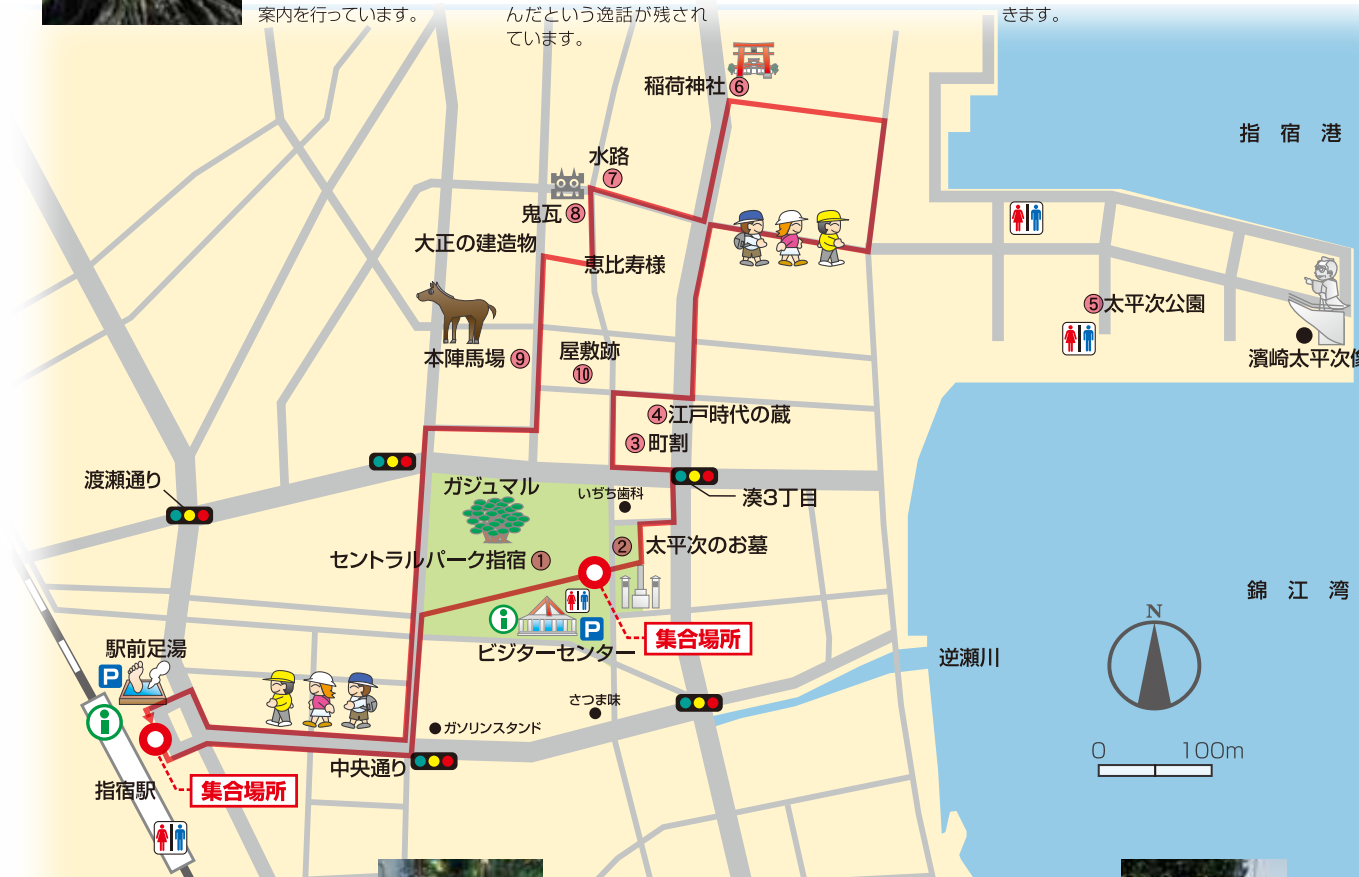 案内を行っています。
んだという逸話が残され
ています。
きます。
稲荷神社 ⑥
指 宿 港
水路
⑦
鬼瓦 ⑧
大正の建造物
恵比寿様
⑤ 太平次公園
本陣馬場 ⑨
屋敷跡
⑩
濱崎太平次像
④ 江戸時代の蔵
③ 町割
渡瀬通り
ガジュマル
いぢち歯科
湊3丁目
セントラルパーク指宿 ①
② 太平次のお墓
錦 江 湾
N
i
P
集合場所
ビジターセンター
駅前足湯
P
逆瀬川
i
さつま味
ガソリンスタンド
中央通り
0 100m
指宿駅
集合場所